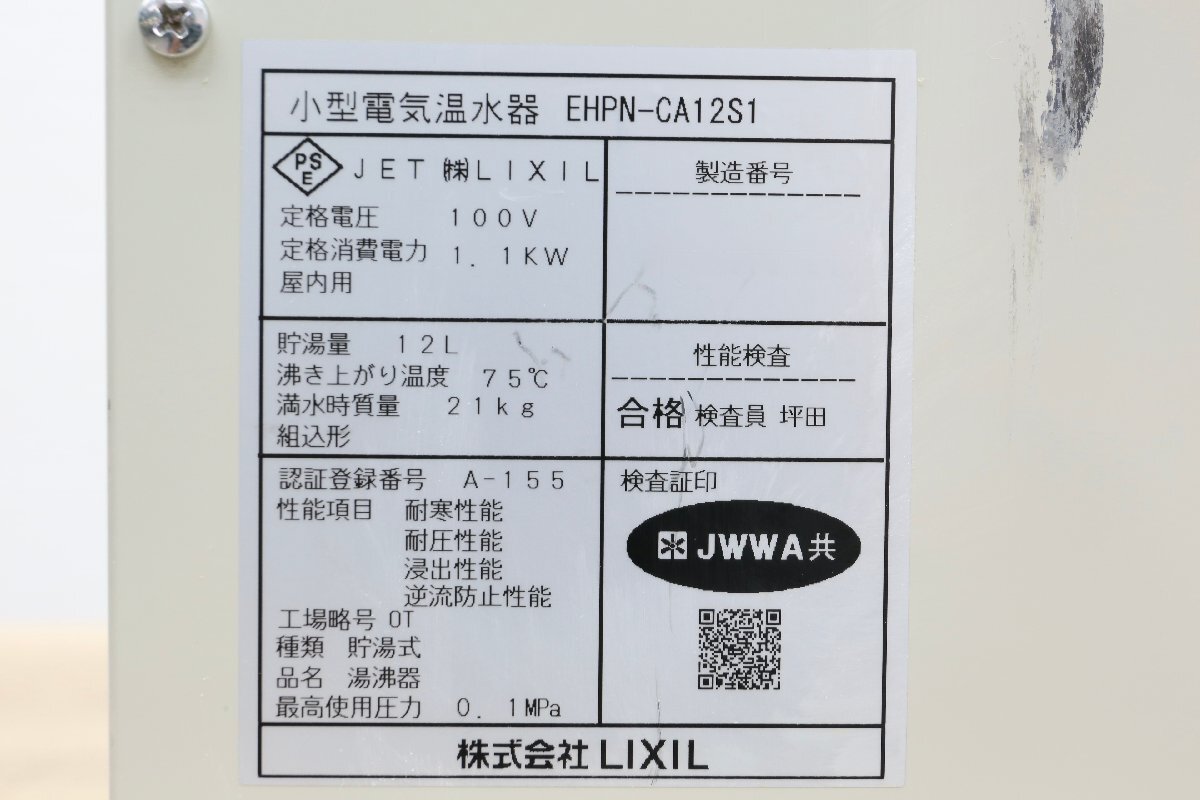 小型電気温水器 EHPN-CA12S1
PS
E
JET ㈱LIXIL
定格電圧 100V
定格消費電力 1.1KW
屋内用
製造番号
貯湯量 12L
沸き上がり温度 75℃
満水時質量 21kg
組込形
性能検査
合格 検査員 坪田
認証登録番号 A-155
性能項目 耐寒性能
耐圧性能
浸出性能
逆流防止性能
工場略号 OT
種類 貯湯式
品名 湯沸器
最高使用圧力 0.1MPa
検査証印
JWWA共
株式会社 LIXIL